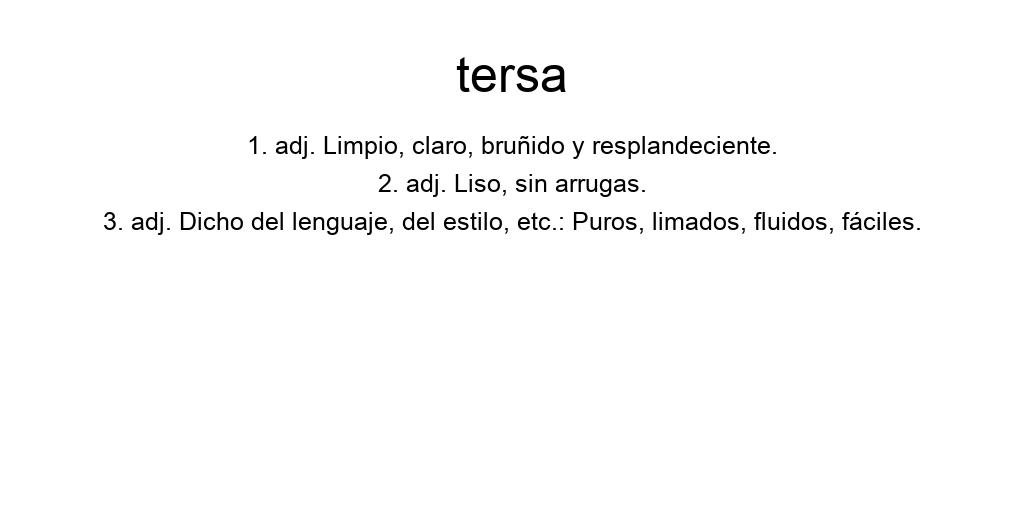 tersa
1. adj. Limpio, claro, bruñido y resplandeciente.
2. adj. Liso, sin arrugas.
3. adj. Dicho del lenguaje, del estilo, etc.: Puros, limados, fluidos, fáciles.